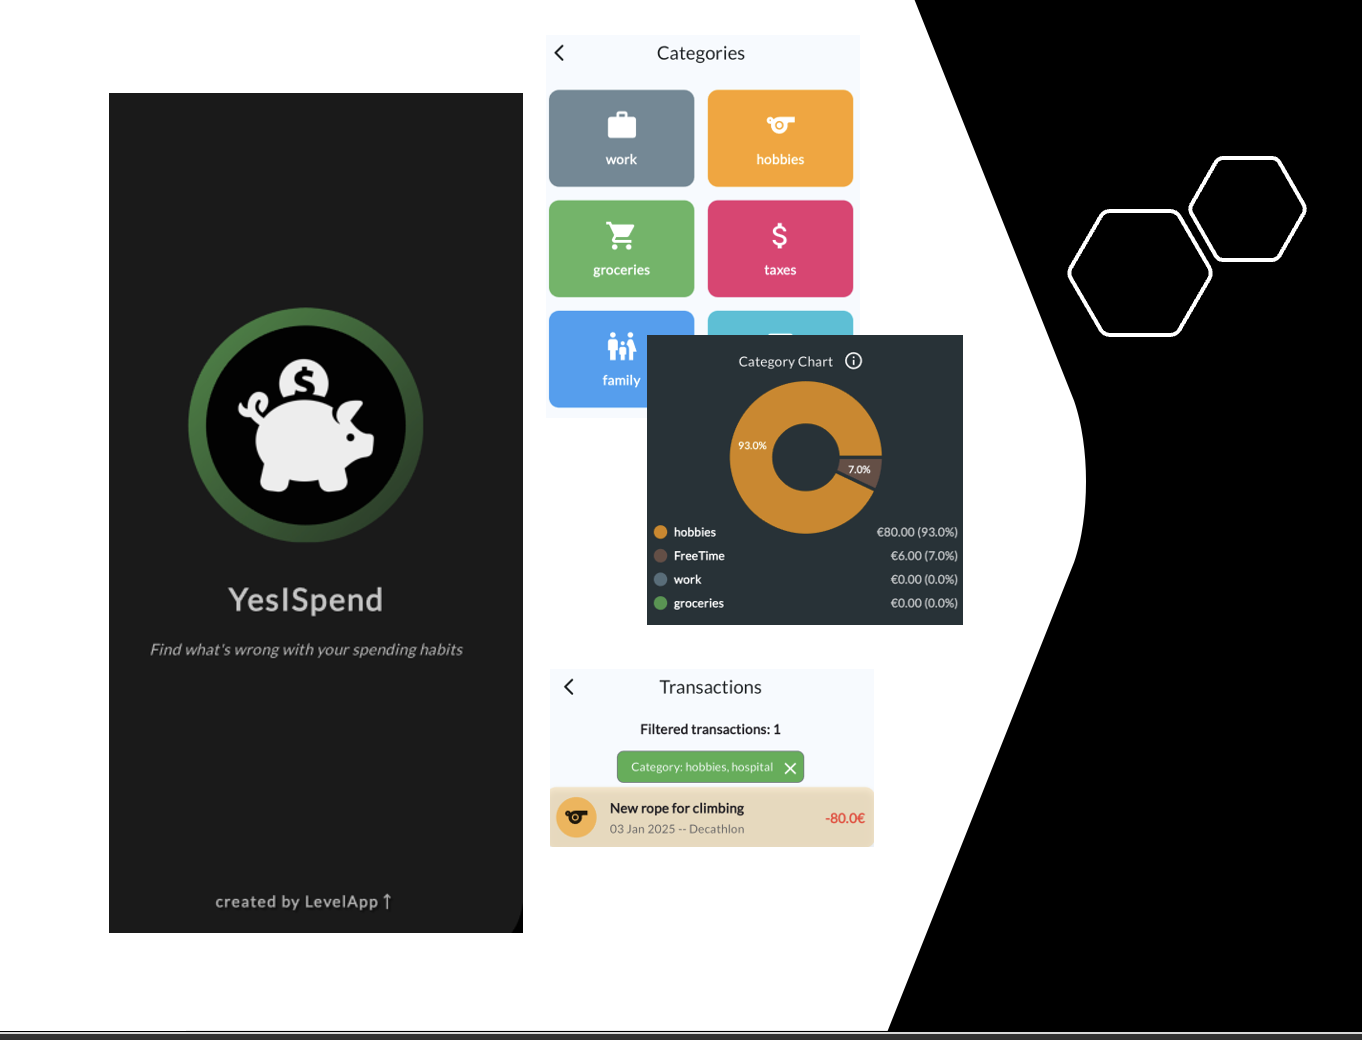 YesISpend
Find what's wrong with your spending habits
created by LevelApp ↑
Categories
work
hobbies
groceries
taxes
family
Category Chart
93.0%
7.0%
hobbies €80.00 (93.0%)
FreeTime €6.00 (7.0%)
work €0.00 (0.0%)
groceries €0.00 (0.0%)
Transactions
Filtered transactions: 1
Category: hobbies, hospital
New rope for climbing
03 Jan 2025 -- Decathlon
-80.0€